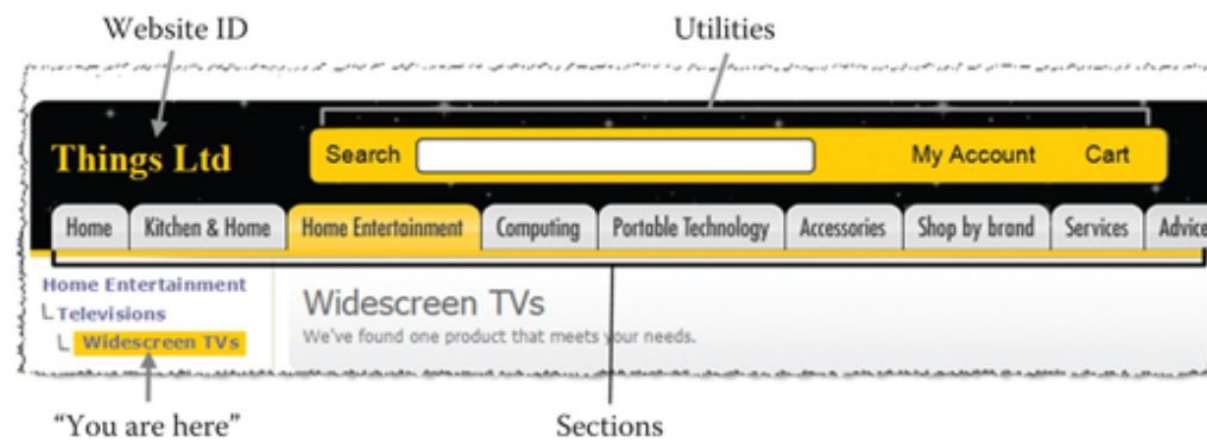 Website ID Utilities
Things Ltd Search My Account Cart
Home Kitchen & Home Home Entertainment Computing Portable Technology Accessories Shop by brand Services Advice
Home Entertainment
Televisions
Widescreen TVs
Widescreen TVs
We've found one product that meets your needs.
"You are here" Sections